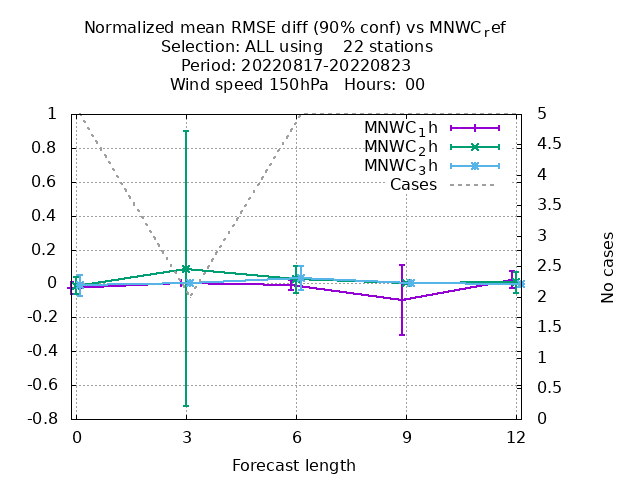 Normalized mean RMSE diff (90% conf) vs MNWC_ref
Selection: ALL using    22 stations
Period: 20220817-20220823
Wind speed 150hPa   Hours:  00
1
0.8
0.6
0.4
0.2
0
-0.2
-0.4
-0.6
-0.8
5
4.5
4
3.5
3
2.5
2
1.5
1
0.5
0
MNWC_1h
MNWC_2h
MNWC_3h
Cases
No cases
0 3 6 9 12
Forecast length